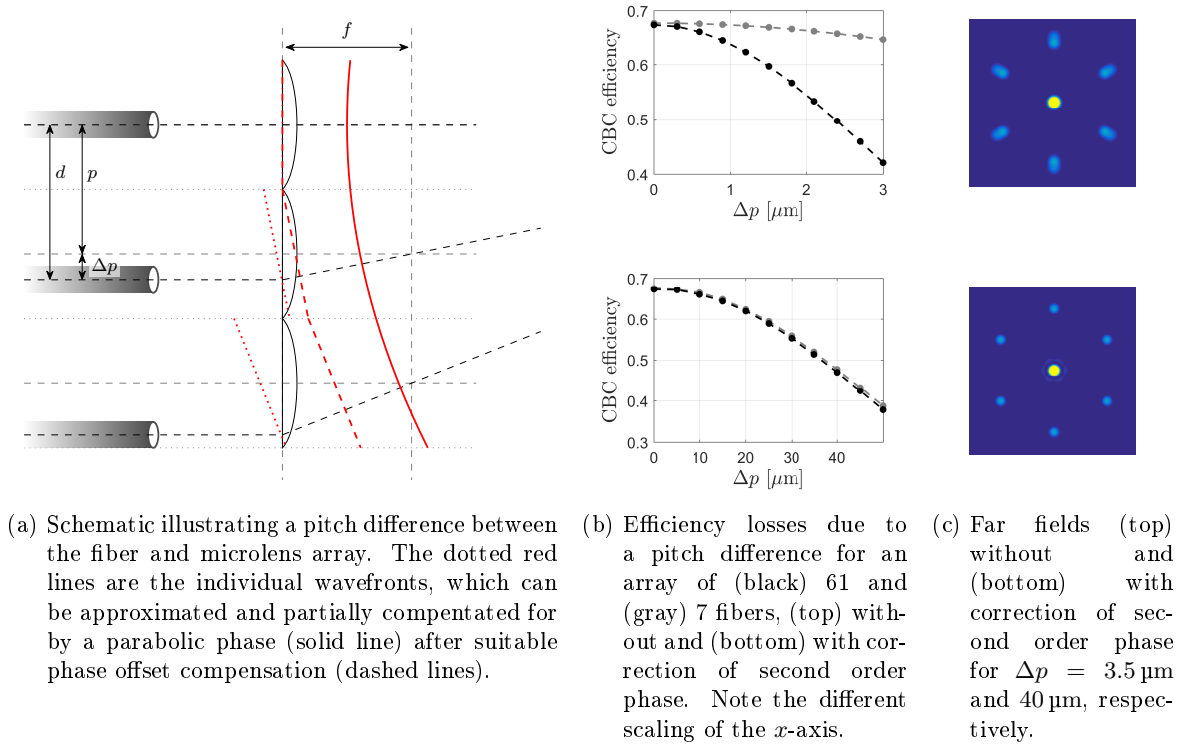 f
d
p
Δp
0.7
0.6
0.5
0.4
CBC efficiency
0
1
2
3
Δp [μm]
0.7
0.6
0.5
0.4
0.3
CBC efficiency
0
10
20
30
40
Δp [μm]
(a) Schematic illustrating a pitch difference between
the fiber and microlens array. The dotted red
lines are the individual wavefronts, which can
be approximated and partially compentated for
by a parabolic phase (solid line) after suitable
phase offset compensation (dashed lines).
(b) Efficiency losses due to
a pitch difference for an
array of (black) 61 and
(gray) 7 fibers, (top) with-
out and (bottom) with cor-
rection of second order
phase. Note the different
scaling of the x-axis.
(c) Far fields (top)
without and
(bottom) with
correction of sec-
ond order phase
for Δp = 3.5 μm
and 40 μm, respec-
tively.